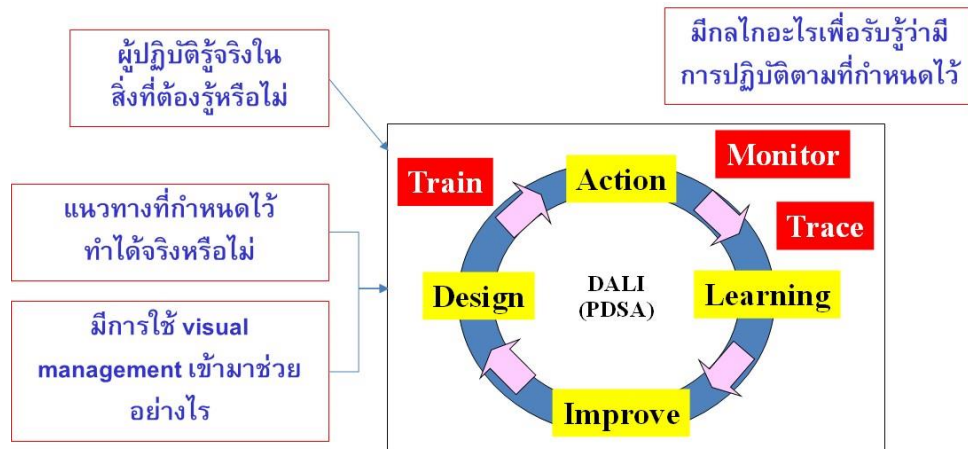 ผู้ปฏิบัติรู้จริงใน
สิ่งที่ต้องรู้หรือไม่
มีกลไกอะไรเพื่อรับรู้ว่ามี
การปฏิบัติตามที่กำหนดไว้
แนวทางที่กำหนดไว้
ทำได้จริงหรือไม่
มีการใช้ visual
management เข้ามาช่วย
อย่างไร
Train
Action
Monitor
Trace
Design
DALI
(PDSA)
Learning
Improve